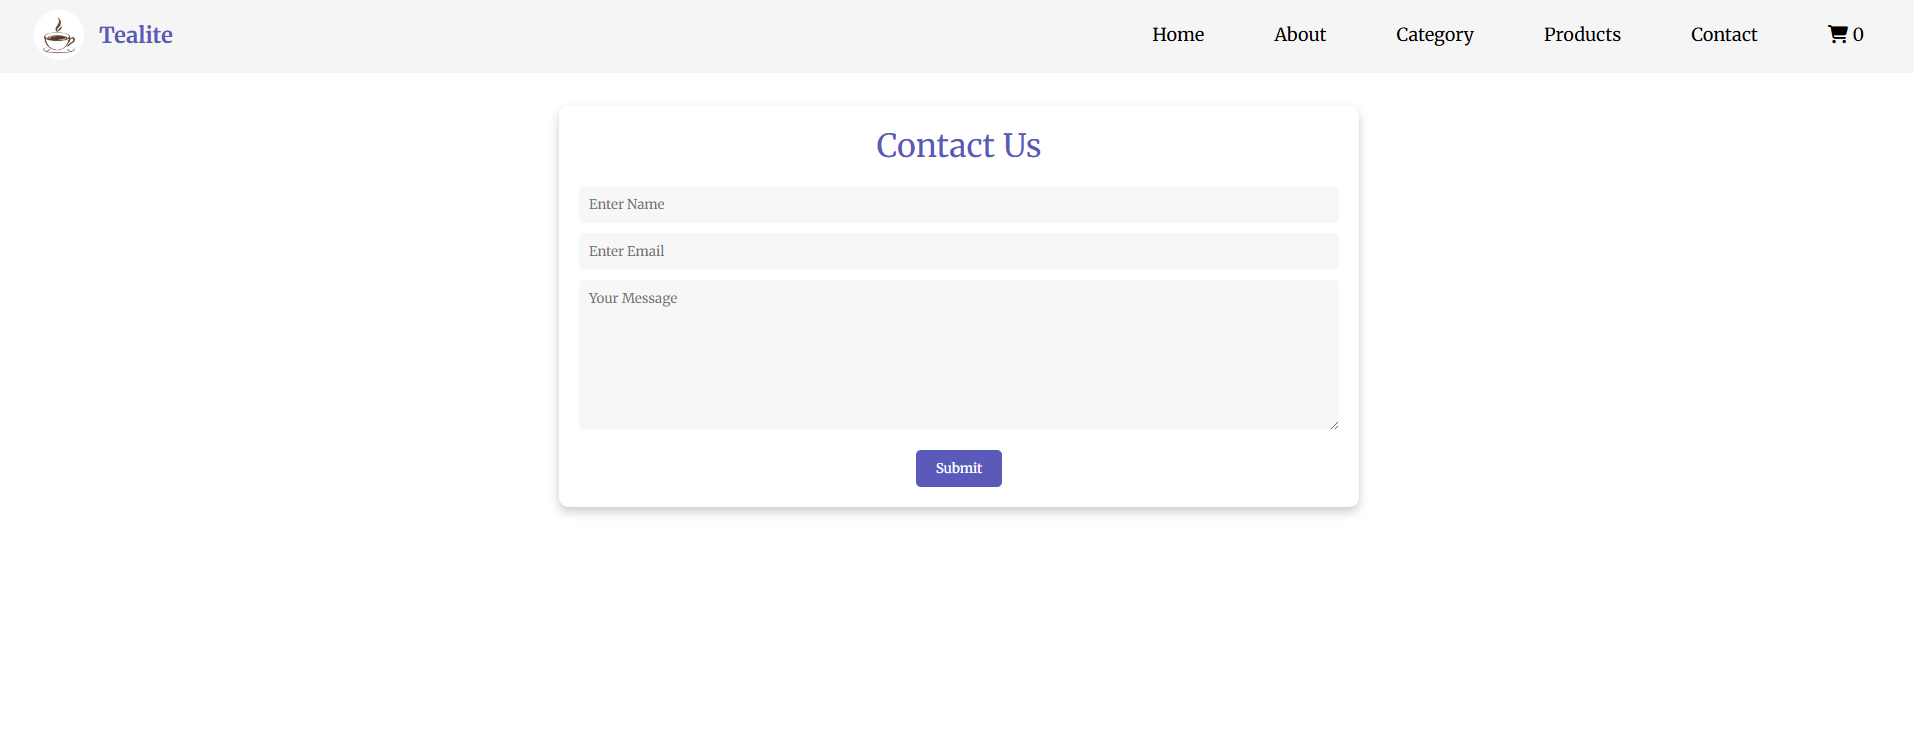 Tealite
Home About Category Products Contact 0
Contact Us
Enter Name
Enter Email
Your Message
Submit